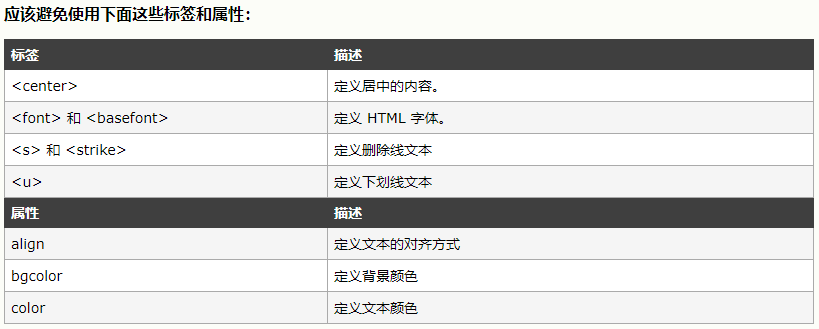 应该避免使用下面这些标签和属性：
标签 描述
<center> 定义居中的内容。
<font> 和 <basefont> 定义 HTML 字体。
<s> 和 <strike> 定义删除线文本
<u> 定义下划线文本
属性 描述
align 定义文本的对齐方式
bgcolor 定义背景颜色
color 定义文本颜色